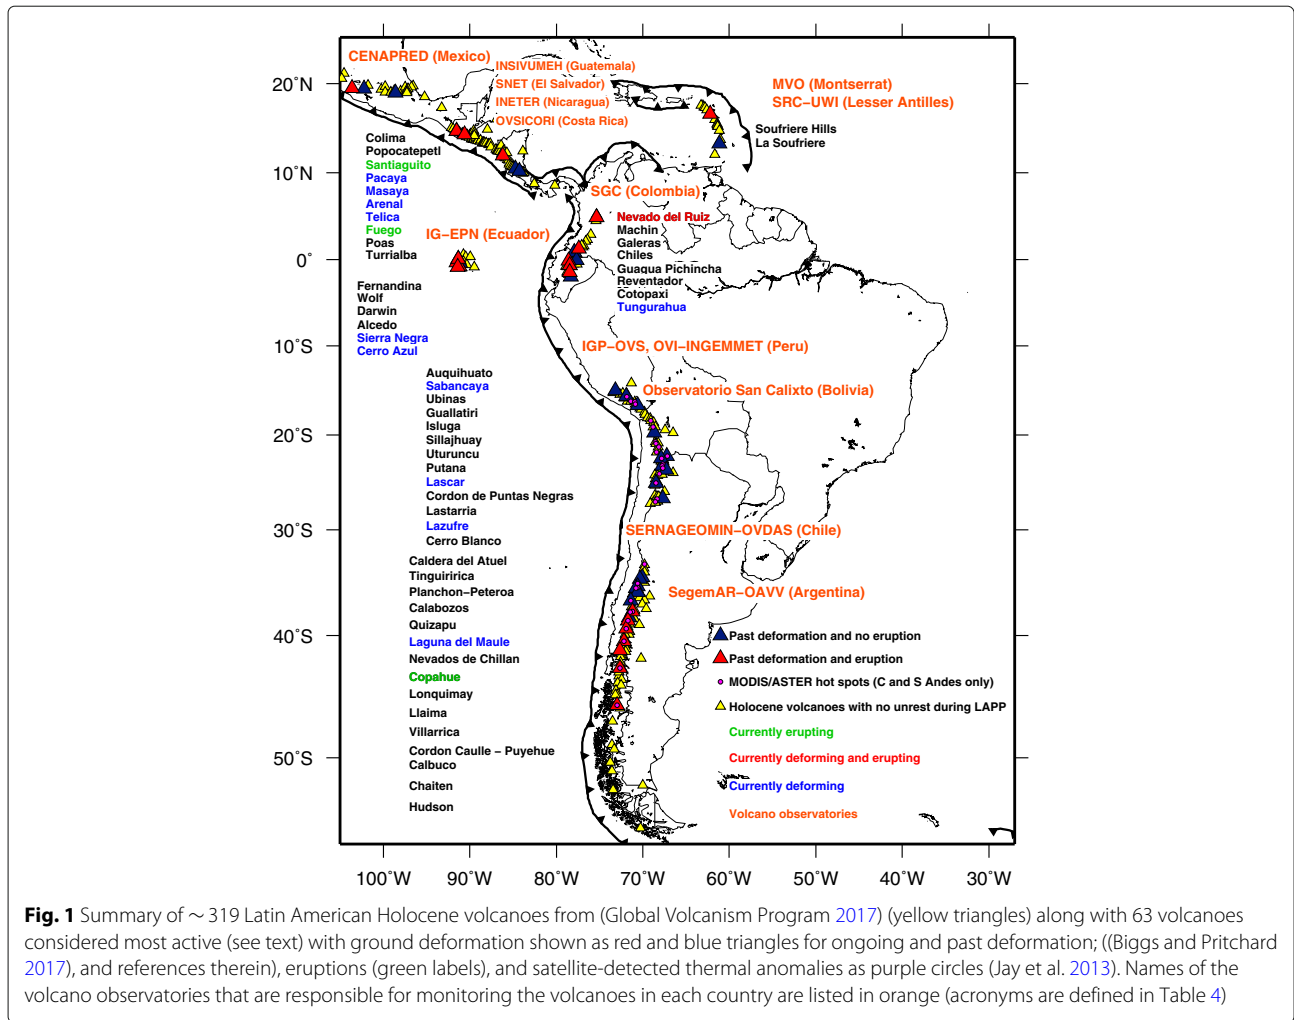 CENAPRED (Mexico)
INSIVUMEH (Guatemala)
SNET (El Salvador)
INETER (Nicaragua)
OVSICORI (Costa Rica)
MVO (Montserrat)
SRC−UWI (Lesser Antilles)
Soufriere Hills
La Soufriere
20˚N
10˚N
0˚
10˚S
20˚S
30˚S
40˚S
50˚S
Colima
Popocatepetl
Santiaguito
Pacaya
Masaya
Arenal
Telica
Fuego
Poas
Turrialba
IG−EPN (Ecuador)
SGC (Colombia)
Nevado del Ruiz
Machin
Galeras
Chiles
Guaqua Pichincha
Reventador
Cotopaxi
Tungurahua
Fernandina
Wolf
Darwin
Alcedo
Sierra Negra
Cerro Azul
IGP−OVS, OVI−INGEMMET (Peru)
Observatorio San Calixto (Bolivia)
Auquihuato
Sabancaya
Ubinas
Guallatiri
Isluga
Sillajhuay
Uturuncu
Putana
Lascar
Cordon de Puntas Negras
Lastarria
Lazufre
Cerro Blanco
SERNAGEOMIN−OVDAS (Chile)
SegemAR−OAVV (Argentina)
Caldera del Atuel
Tinguiririca
Planchon−Peteroa
Calabozos
Quizapu
Laguna del Maule
Nevados de Chillan
Copahue
Lonquimay
Llaima
Villarrica
Cordon Caulle − Puyehue
Calbuco
Chaiten
Hudson
Past deformation and no eruption
Past deformation and eruption
MODIS/ASTER hot spots (C and S Andes only)
Holocene volcanoes with no unrest during LAPP
Currently erupting
Currently deforming and erupting
Currently deforming
Volcano observatories
100˚W 90˚W 80˚W 70˚W 60˚W 50˚W 40˚W 30˚W
Fig. 1 Summary of ∼ 319 Latin American Holocene volcanoes from (Global Volcanism Program 2017) (yellow triangles) along with 63 volcanoes
considered most active (see text) with ground deformation shown as red and blue triangles for ongoing and past deformation; ((Biggs and Pritchard
2017), and references therein), eruptions (green labels), and satellite-detected thermal anomalies as purple circles (Jay et al. 2013). Names of the
volcano observatories that are responsible for monitoring the volcanoes in each country are listed in orange (acronyms are defined in Table 4)